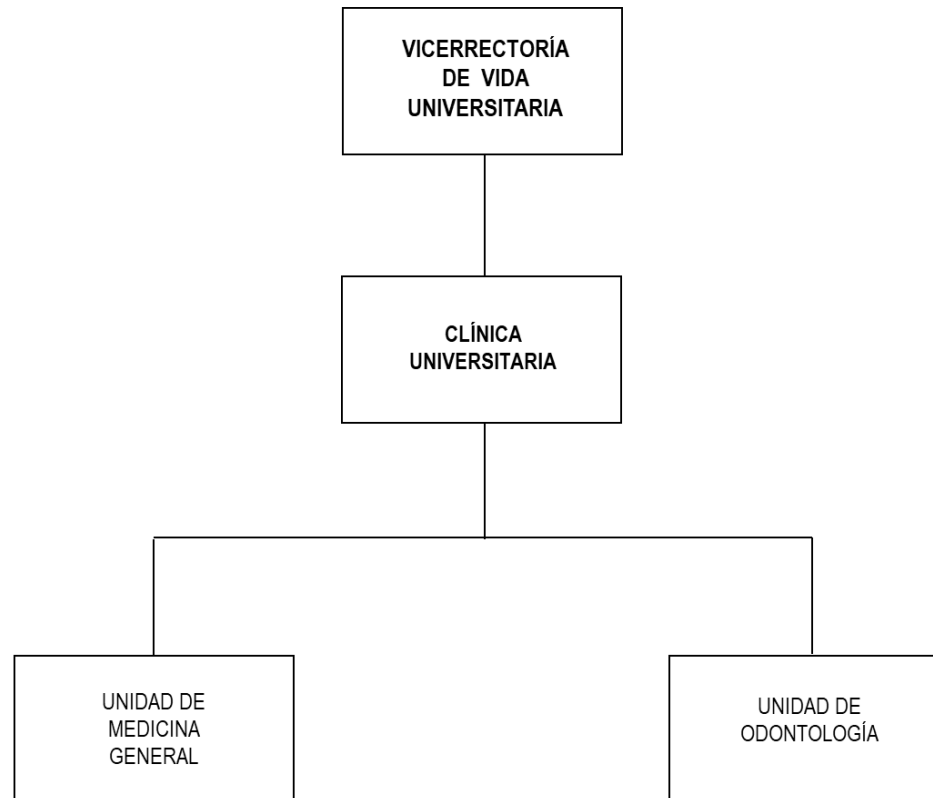 VICERRECTORÍA
DE VIDA
UNIVERSITARIA
CLÍNICA
UNIVERSITARIA
UNIDAD DE
MEDICINA
GENERAL
UNIDAD DE
ODONTOLOGÍA